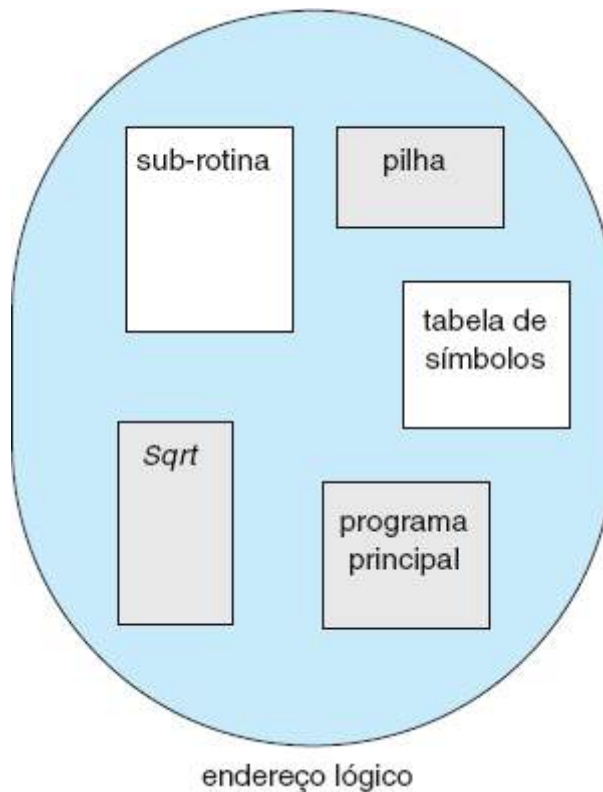 sub-rotina
pilha
tabela de
símbolos
Sqrt
programa
principal
endereço lógico